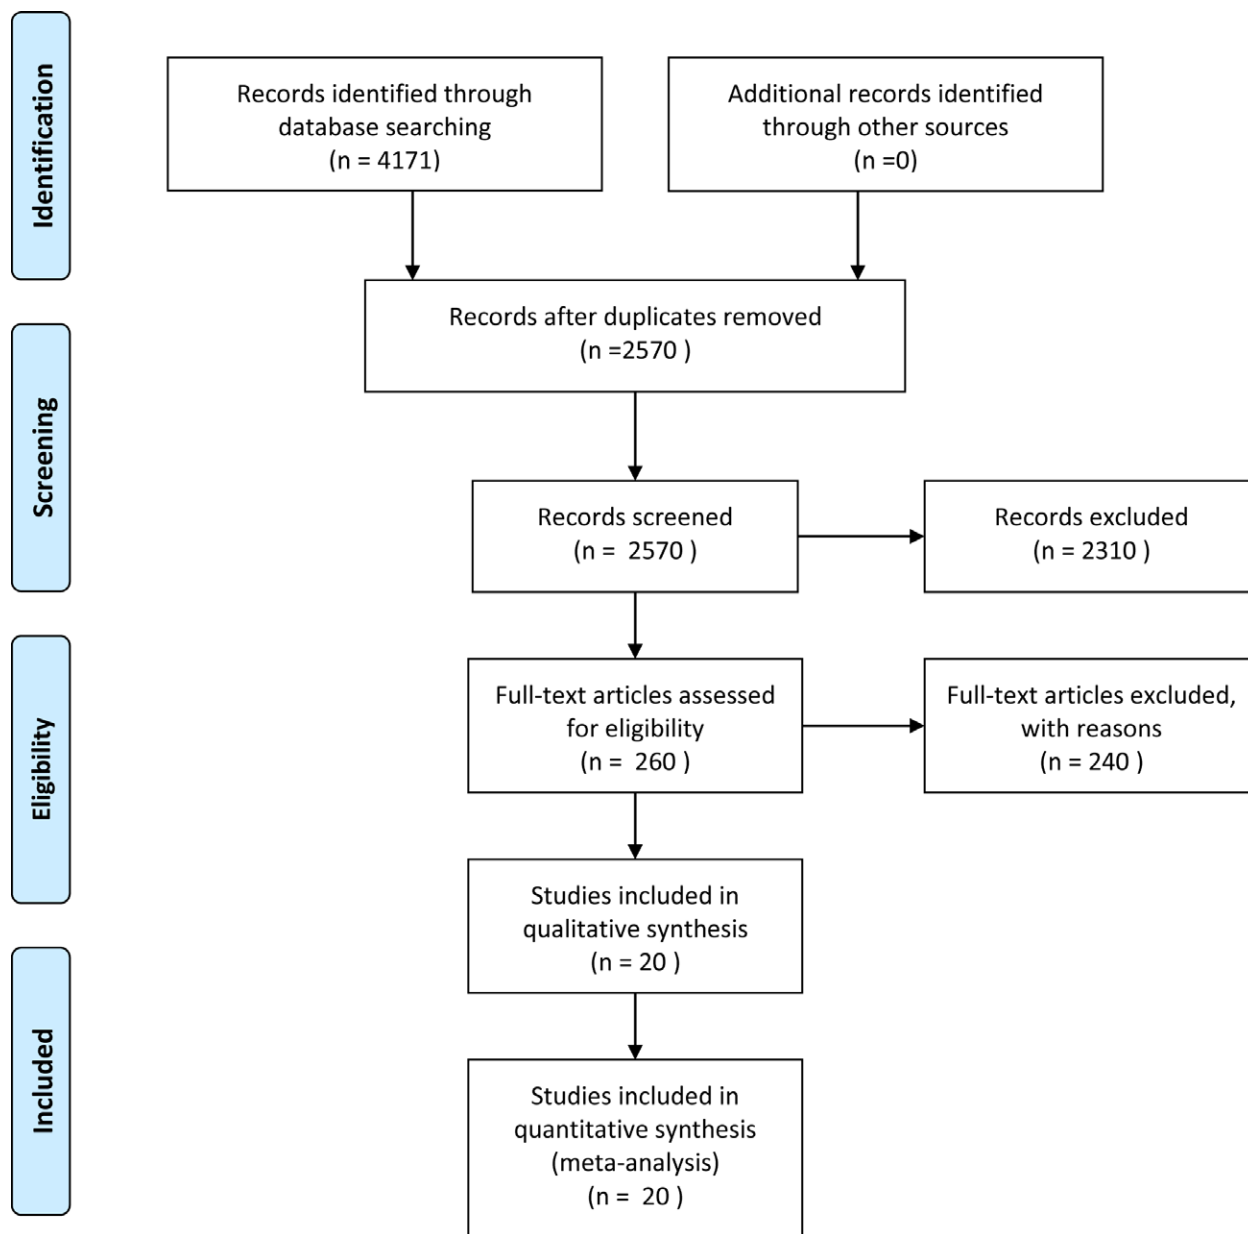 Identification
Records identified through
database searching
(n = 4171)
Additional records identified
through other sources
(n =0)
Records after duplicates removed
(n =2570 )
Screening
Records screened
(n = 2570 )
Records excluded
(n = 2310 )
Eligibility
Full-text articles assessed
for eligibility
(n = 260 )
Full-text articles excluded,
with reasons
(n = 240 )
Studies included in
qualitative synthesis
(n = 20 )
Included
Studies included in
quantitative synthesis
(meta-analysis)
(n = 20 )